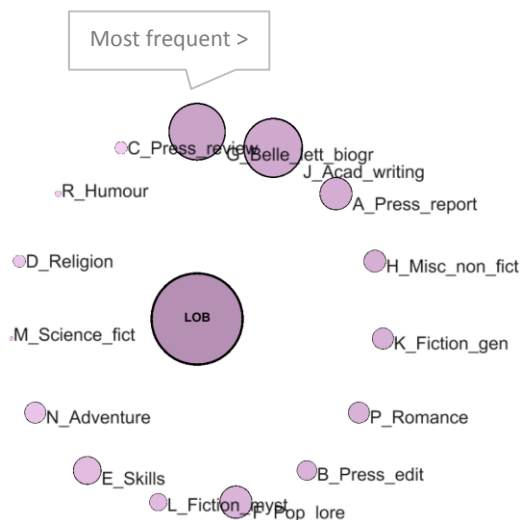 Most frequent >
C_Press_review
G_Belle_lett_biogr
J_Acad_writing
R_Humour
A_Press_report
D_Religion
H_Misc_non_fict
LOB
M_Science_fict
K_Fiction_gen
N_Adventure
P_Romance
E_Skills
B_Press_edit
L_Fiction_myst
F_Pop_lore